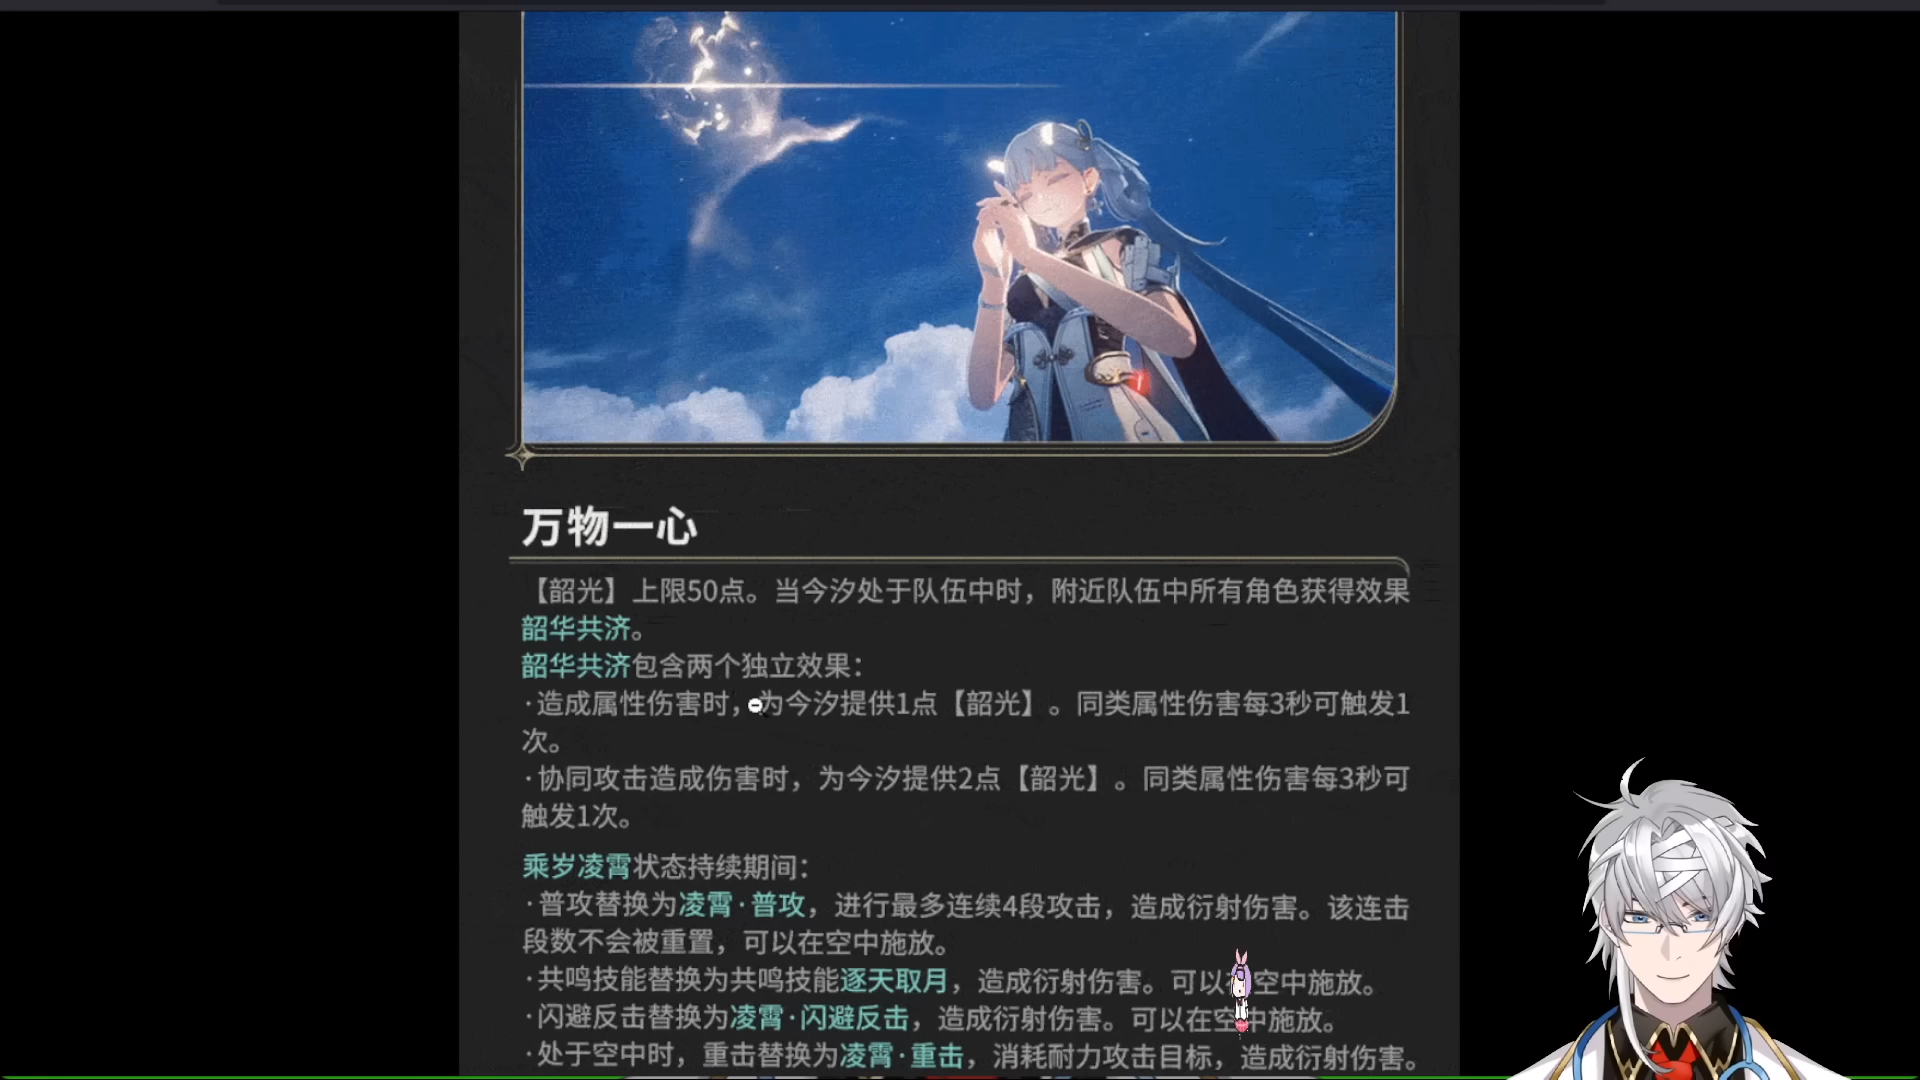 万物一心
【韶光】上限50点。当今汐处于队伍中时，附近队伍中所有角色获得效果
韶华共济。
韶华共济包含两个独立效果：
·造成属性伤害时，为今汐提供1点【韶光】。同类属性伤害每3秒可触发1
次。
·协同攻击造成伤害时，为今汐提供2点【韶光】。同类属性伤害每3秒可
触发1次。
乘岁凌霄状态持续期间：
·普攻替换为凌霄·普攻，进行最多连续4段攻击，造成衍射伤害。该连击
段数不会被重置，可以在空中施放。
·共鸣技能替换为共鸣技能逐天取月，造成衍射伤害。可以在空中施放。
·闪避反击替换为凌霄·闪避反击，造成衍射伤害。可以在空中施放。
·处于空中时，重击替换为凌霄·重击，消耗耐力攻击目标，造成衍射伤害。